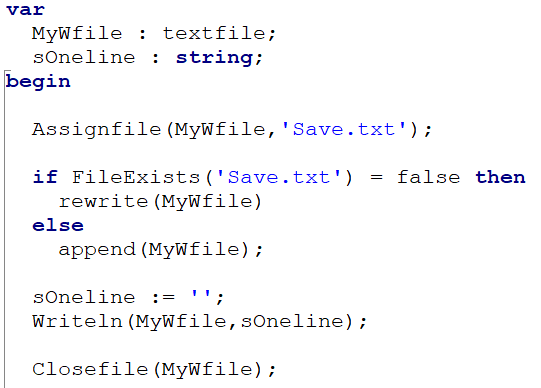 var
MyWfile : textfile;
sOneline : string;
begin
Assignfile(MyWfile,'Save.txt');
if FileExists('Save.txt') = false then
rewrite(MyWfile)
else
append(MyWfile);
sOneline := '';
Writeln(MyWfile,sOneline);
Closefile(MyWfile);